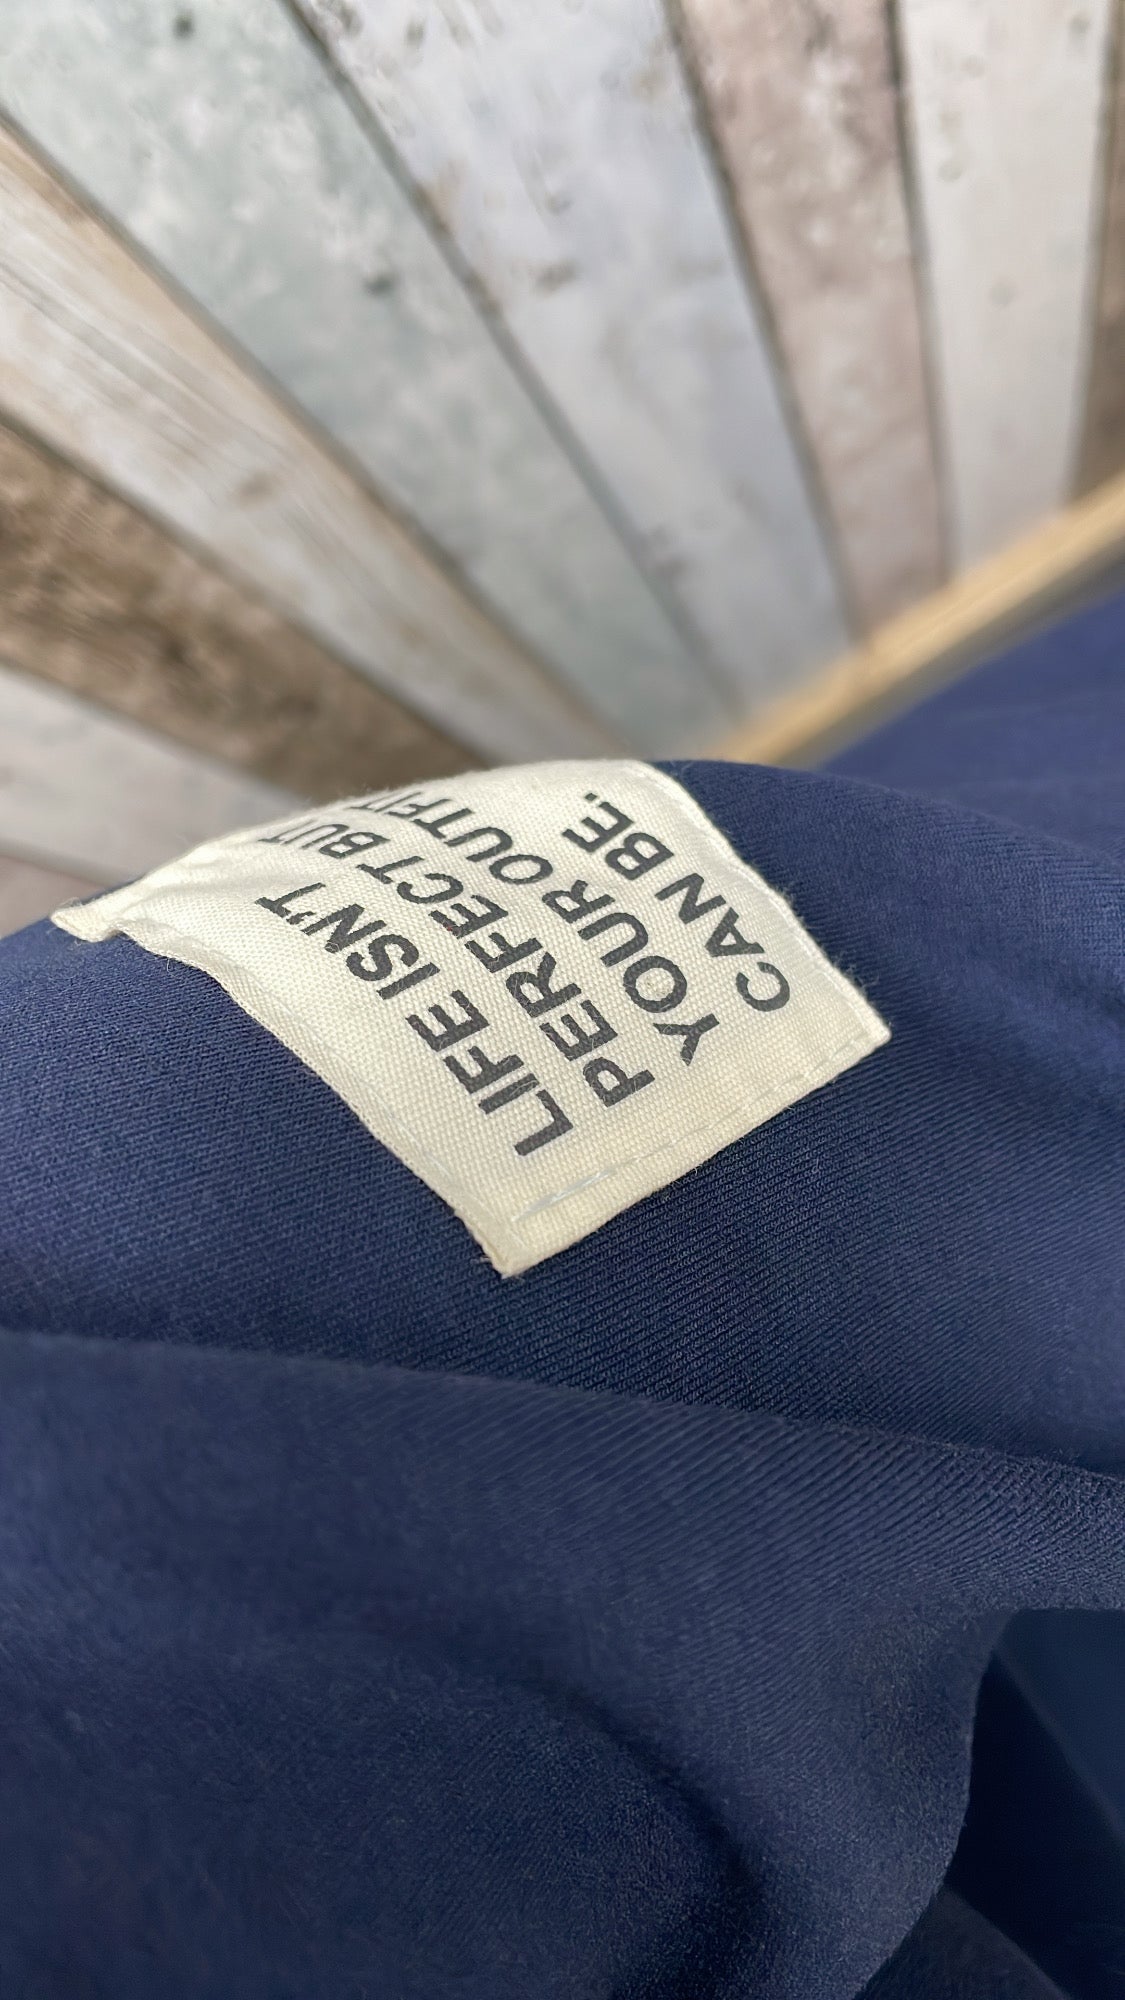 LIFE ISN'T
PERFECT BUT
YOUR OUTFIT
CAN BE.